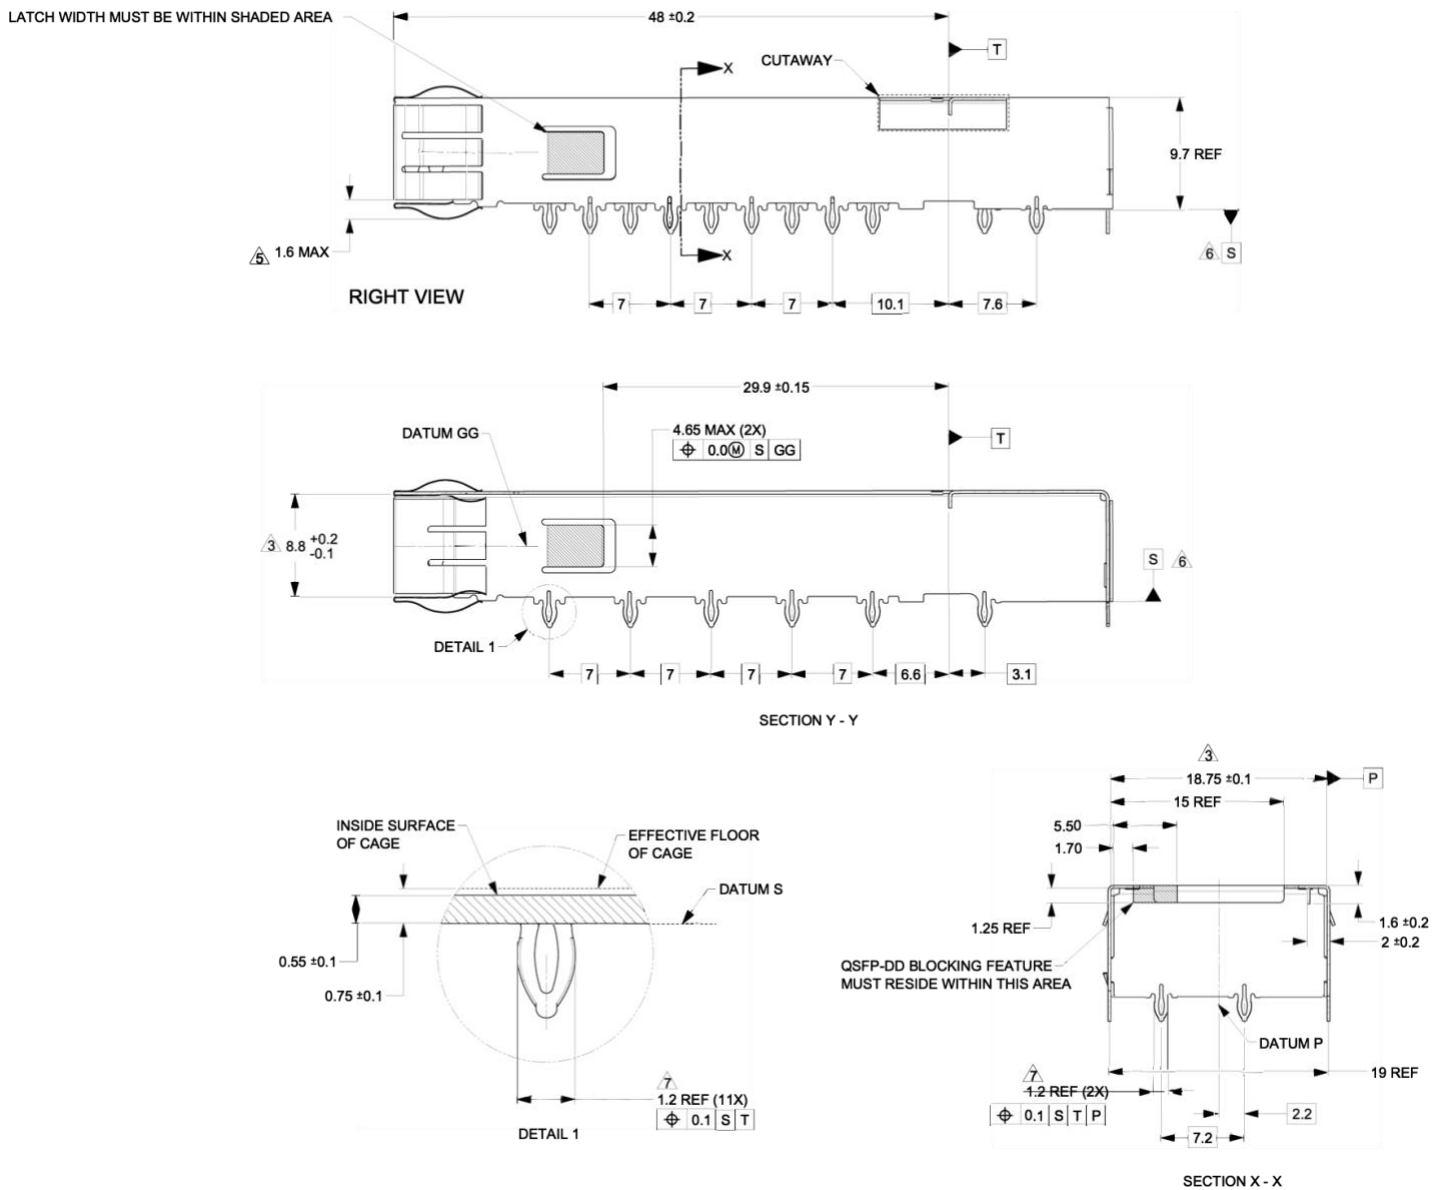 LATCH WIDTH MUST BE WITHIN SHADED AREA
48 ±0.2
T
X
CUTAWAY
9.7 REF
5 1.6 MAX
X
6 S
RIGHT VIEW
7 7 7 10.1 7.6
29.9 ±0.15
DATUM GG
4.65 MAX (2X)
⌖ 0.0Ⓜ S GG
T
3 8.8 +0.2
-0.1
S 6
DETAIL 1
7 7 7 7 6.6 3.1
SECTION Y - Y
3
18.75 ±0.1 P
15 REF
5.50
1.70
INSIDE SURFACE
OF CAGE
EFFECTIVE FLOOR
OF CAGE
DATUM S
0.55 ±0.1
0.75 ±0.1
7
1.2 REF (11X)
⌖ 0.1 S T
DETAIL 1
1.25 REF
1.6 ±0.2
2 ±0.2
QSFP-DD BLOCKING FEATURE
MUST RESIDE WITHIN THIS AREA
DATUM P
19 REF
7
1.2 REF (2X)
⌖ 0.1 S T P
2.2
7.2
SECTION X - X